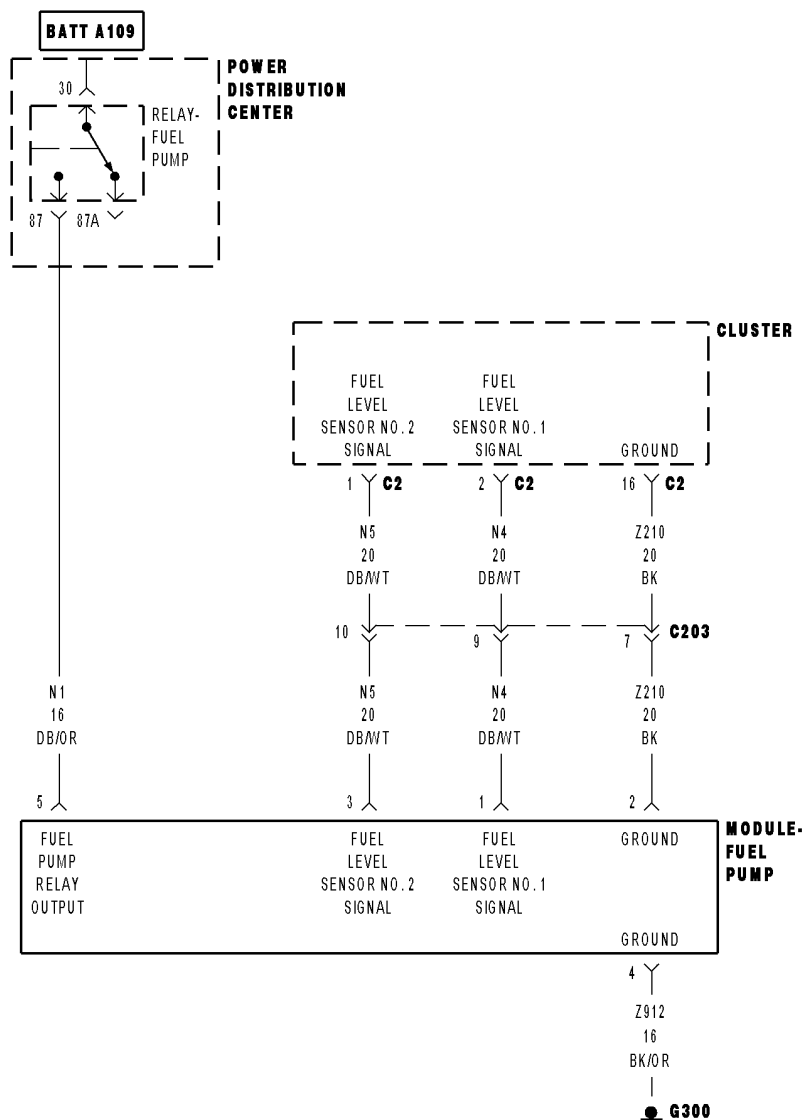 BATT A109
POWER
DISTRIBUTION
CENTER
30
RELAY-
FUEL
PUMP
87
87A
CLUSTER
FUEL
LEVEL
SENSOR NO.2
SIGNAL
FUEL
LEVEL
SENSOR NO.1
SIGNAL
GROUND
1 C2
2 C2
16 C2
N5
20
DB/WT
N4
20
DB/WT
Z210
20
BK
10
9
7
C203
N1
16
DB/OR
N5
20
DB/WT
N4
20
DB/WT
Z210
20
BK
5
3
1
2
FUEL
PUMP
RELAY
OUTPUT
FUEL
LEVEL
SENSOR NO.2
SIGNAL
FUEL
LEVEL
SENSOR NO.1
SIGNAL
GROUND
MODULE-
FUEL
PUMP
GROUND
4
Z912
16
BK/OR
G300